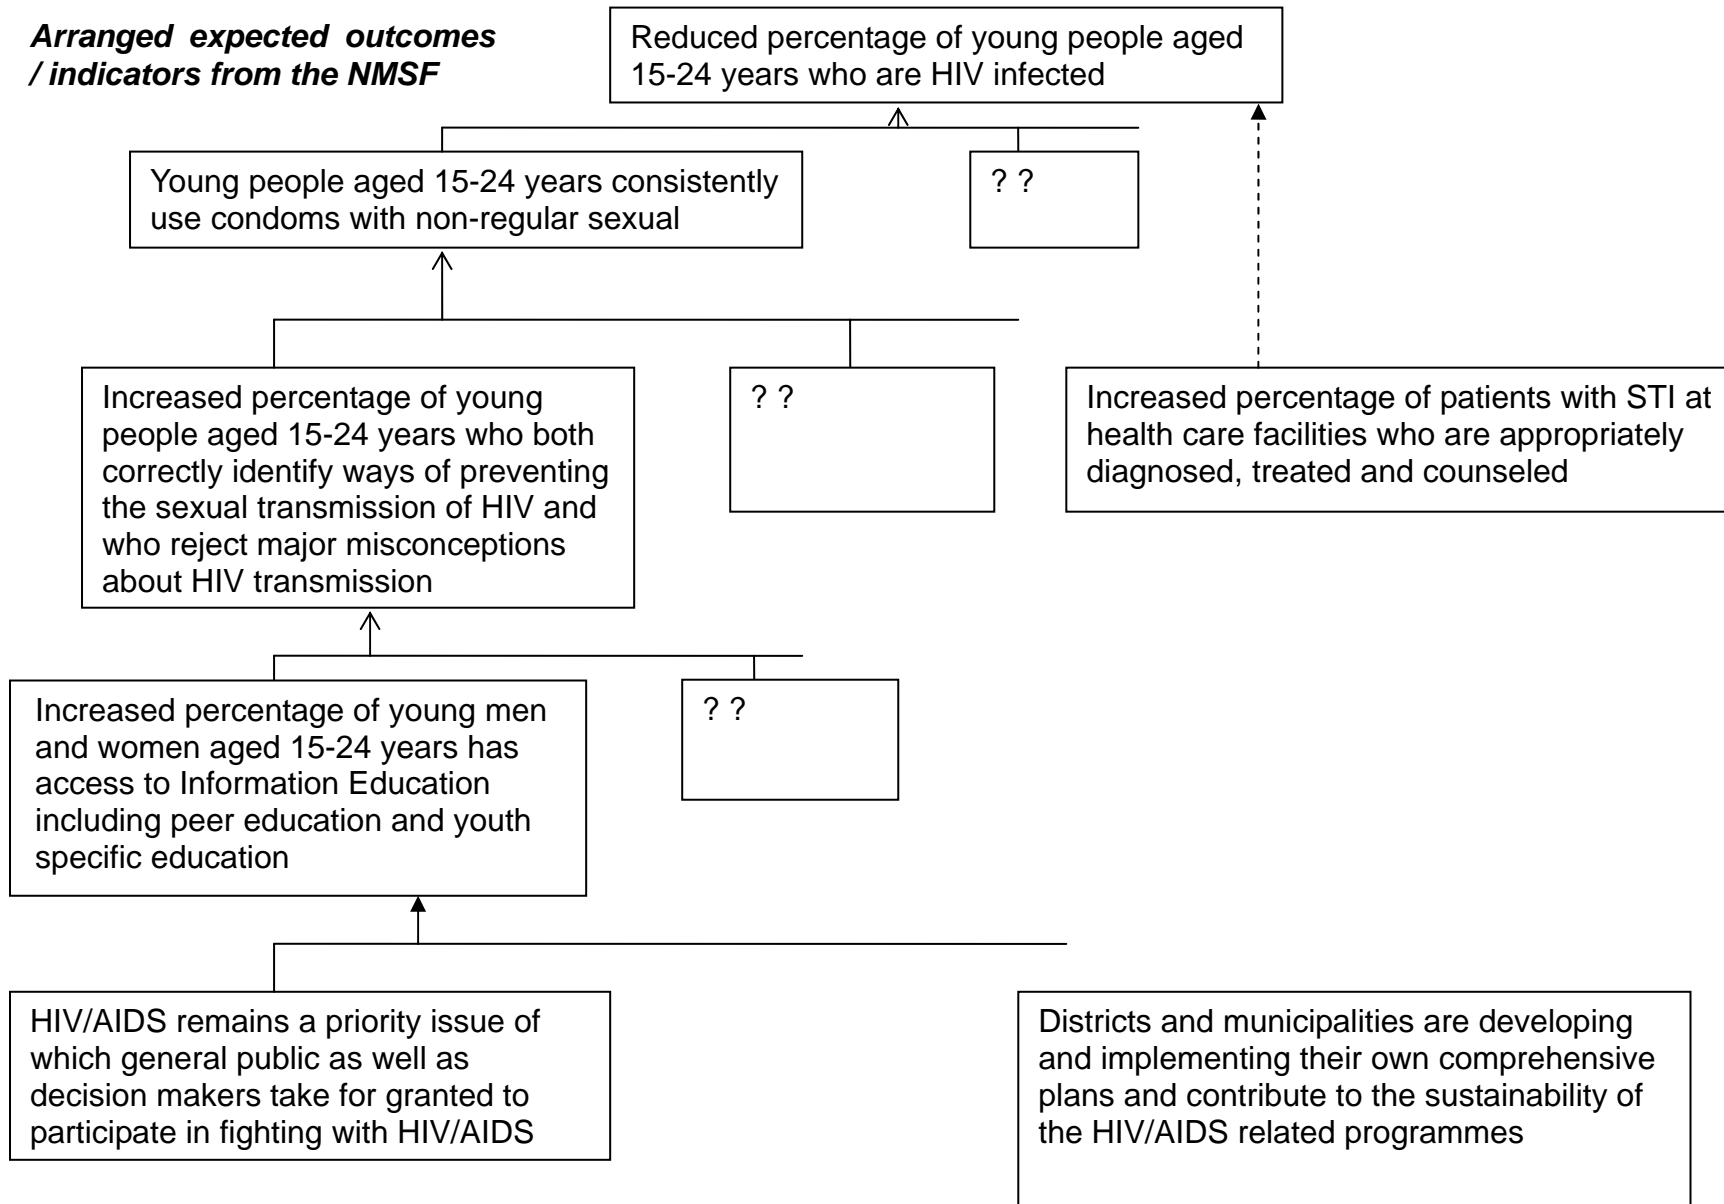 Arranged expected outcomes
/ indicators from the NMSF
Reduced percentage of young people aged
15-24 years who are HIV infected
Young people aged 15-24 years consistently
use condoms with non-regular sexual
? ?
Increased percentage of young
people aged 15-24 years who both
correctly identify ways of preventing
the sexual transmission of HIV and
who reject major misconceptions
about HIV transmission
? ?
Increased percentage of patients with STI at
health care facilities who are appropriately
diagnosed, treated and counseled
Increased percentage of young men
and women aged 15-24 years has
access to Information Education
including peer education and youth
specific education
? ?
HIV/AIDS remains a priority issue of
which general public as well as
decision makers take for granted to
participate in fighting with HIV/AIDS
Districts and municipalities are developing
and implementing their own comprehensive
plans and contribute to the sustainability of
the HIV/AIDS related programmes